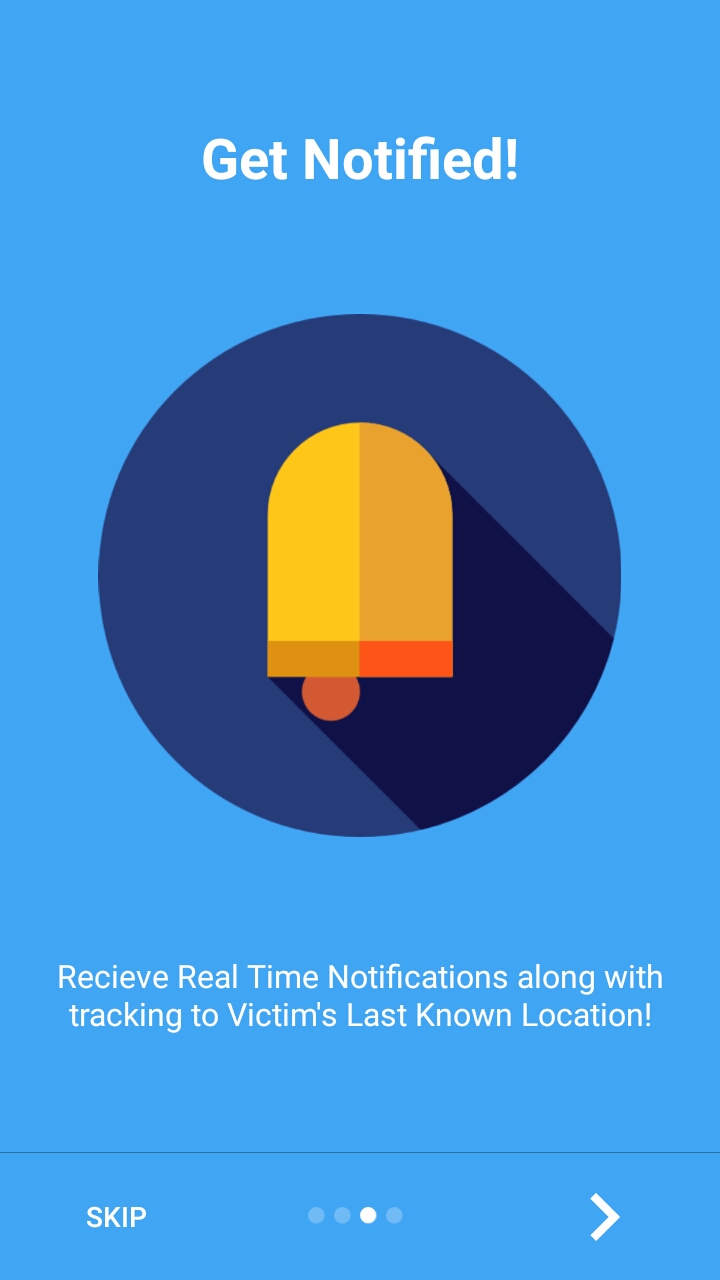 Get Notified!
Recieve Real Time Notifications along with
tracking to Victim's Last Known Location!
SKIP